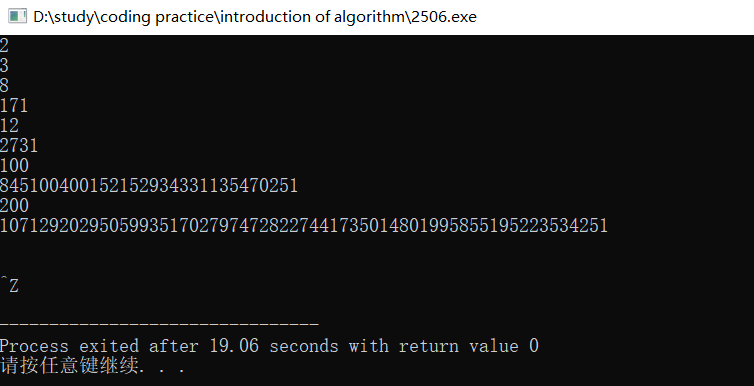 D:\study\coding practice\introduction of algorithm\2506.exe
2
3
8
171
12
2731
100
845100400152152934331135470251
200
1071292029505993517027974728227441735014801995855195223534251
^Z
--------------------------------
Process exited after 19.06 seconds with return value 0
请按任意键继续. . .